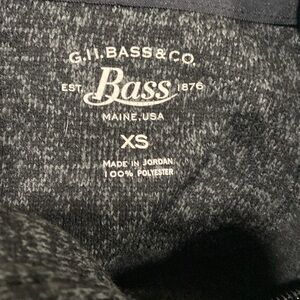 G.H. BASS & CO.
EST. Bass 1876
MAINE, USA
XS
MADE IN JORDAN
100% POLYESTER